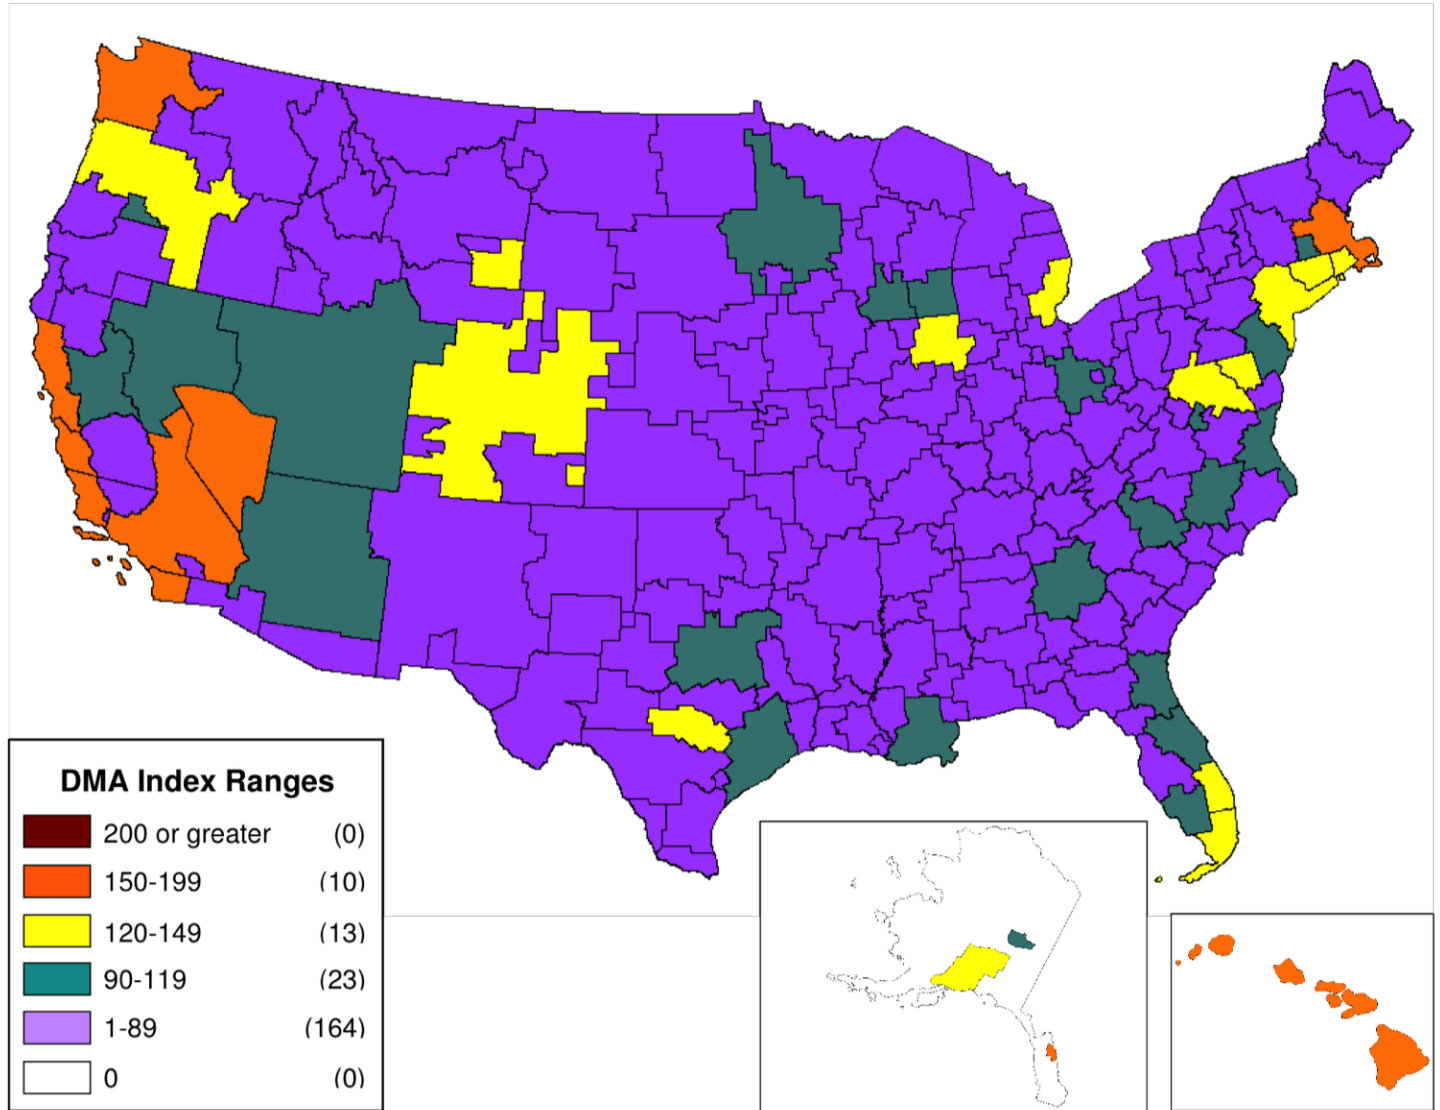 DMA Index Ranges
200 or greater (0)
150-199 (10)
120-149 (13)
90-119 (23)
1-89 (164)
0 (0)